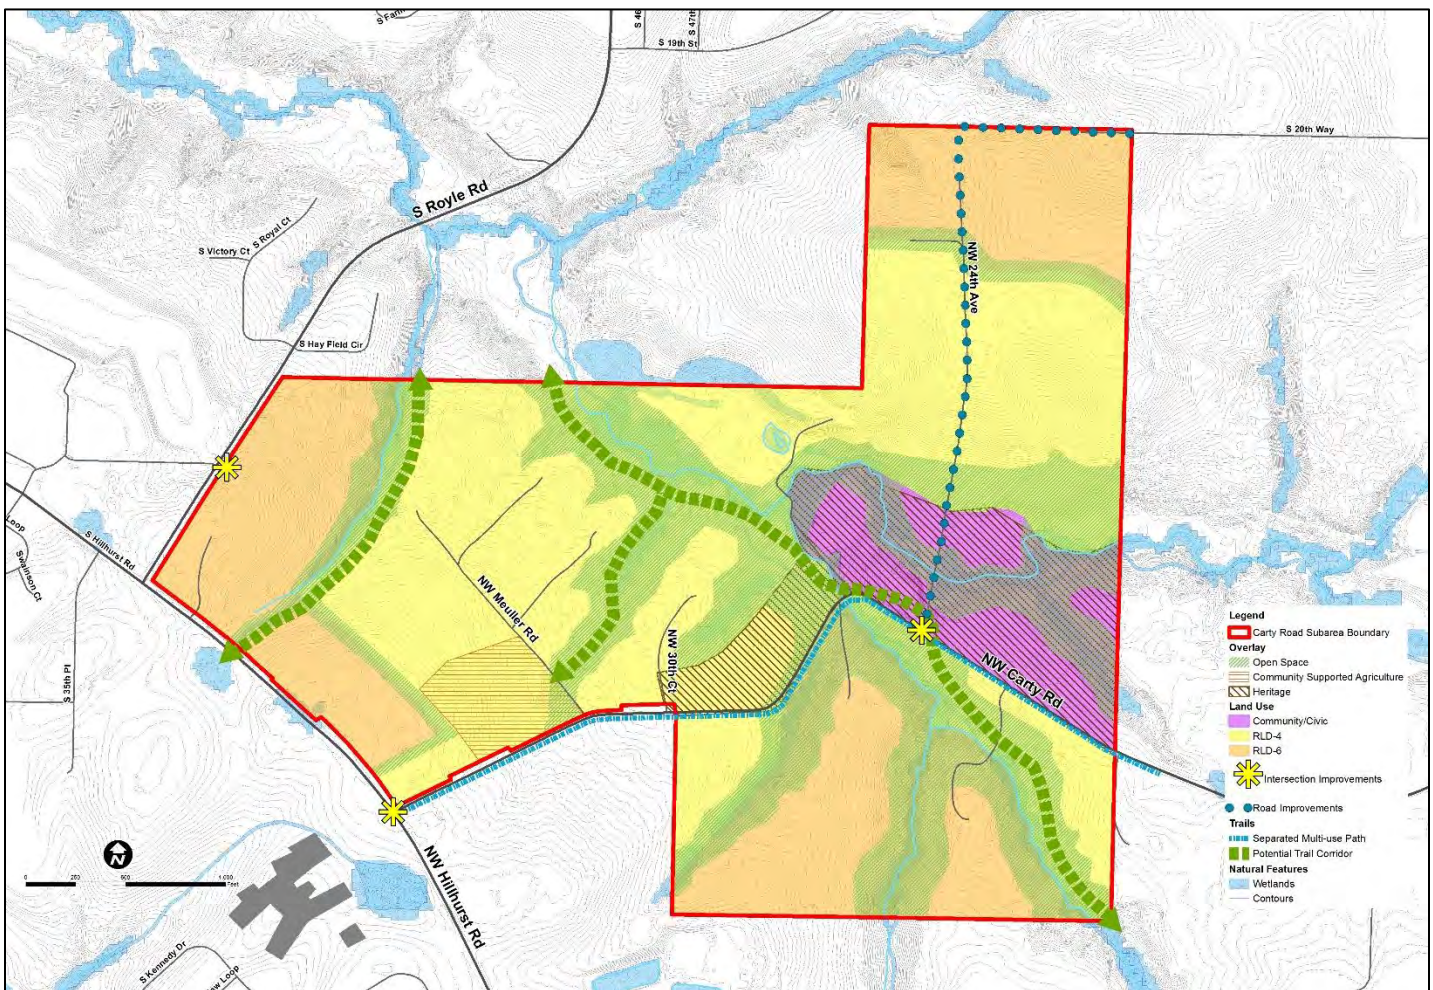 S 19th St
S 47th
S 46
S 20th Way
S Royle Rd
S Royal Ct
S Victory Ct
NW 24th Ave
S Hay Field Cir
Loop
Swainson Ct
S Hillhurst Rd
NW Meuller Rd
NW 30th Ct
NW Carty Rd
S 35th Pl
NW Hillhurst Rd
S Kennedy Dr
Loop
N
0 250 500 1,000
Feet
Legend
Carty Road Subarea Boundary
Overlay
Open Space
Community Supported Agriculture
Heritage
Land Use
Community/Civic
RLD-4
RLD-6
Intersection Improvements
Road Improvements
Trails
Separated Multi-use Path
Potential Trail Corridor
Natural Features
Wetlands
Contours